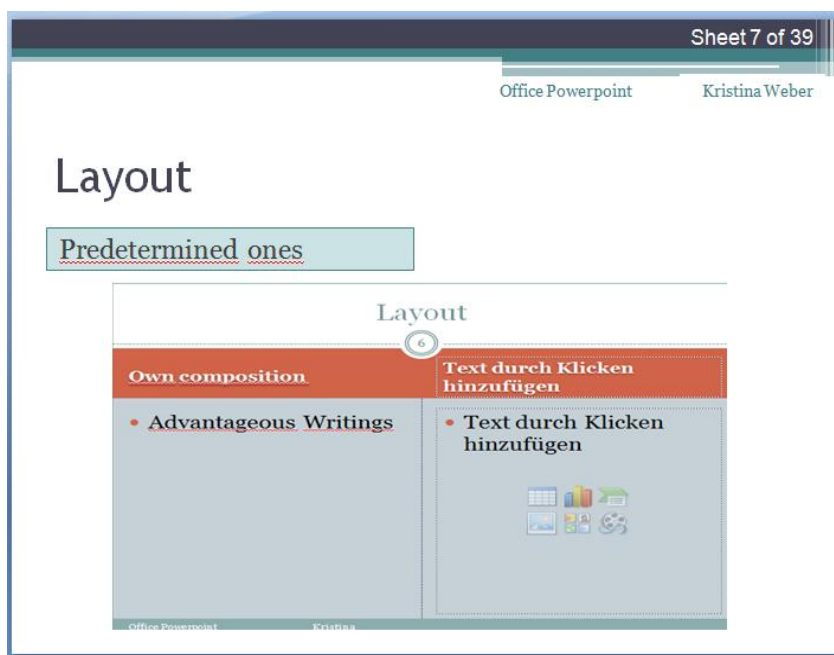 Sheet 7 of 39
Office Powerpoint
Kristina Weber
Layout
Predetermined ones
Layout
6
Own composition
Text durch Klicken
hinzufügen
• Advantageous Writings
• Text durch Klicken
hinzufügen
Office Powerpoint
Kristina